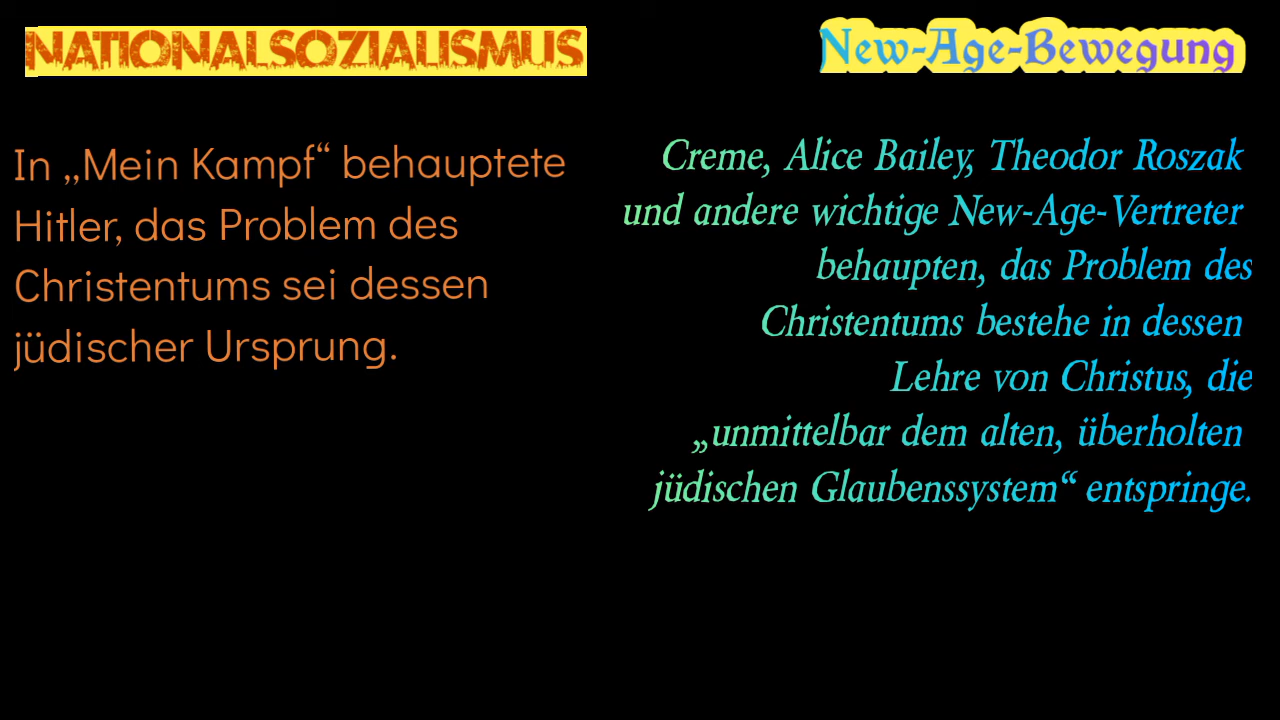 NATIONALSOZIALISMUS
In „Mein Kampf“ behauptete
Hitler, das Problem des
Christentums sei dessen
jüdischer Ursprung.
New-Age-Bewegung
Creme, Alice Bailey, Theodor Roszak
und andere wichtige New-Age-Vertreter
behaupten, das Problem des
Christentums bestehe in dessen
Lehre von Christus, die
„unmittelbar dem alten, überholten
jüdischen Glaubenssystem“ entspringe.